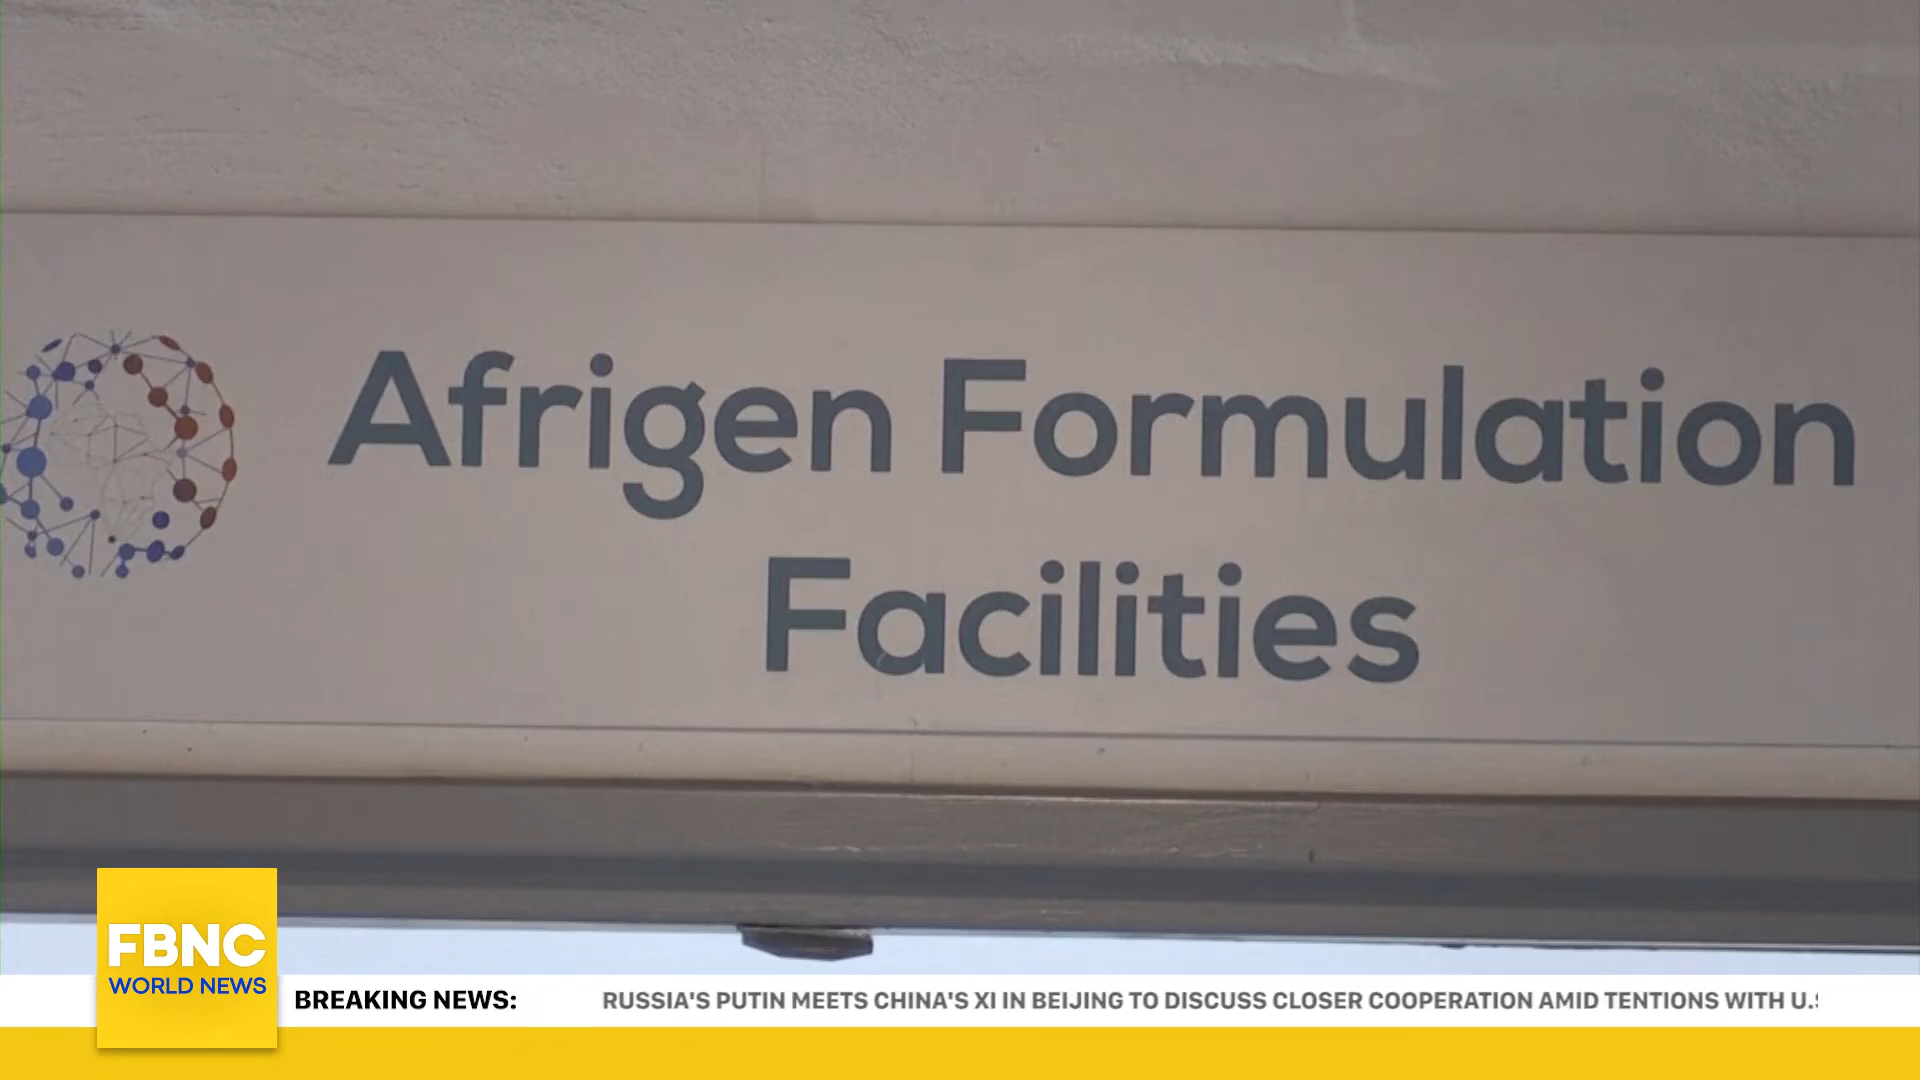 Afrigen Formulation
Facilities
FBNC
WORLD NEWS
BREAKING NEWS: RUSSIA'S PUTIN MEETS CHINA'S XI IN BEIJING TO DISCUSS CLOSER COOPERATION AMID TENTIONS WITH U.